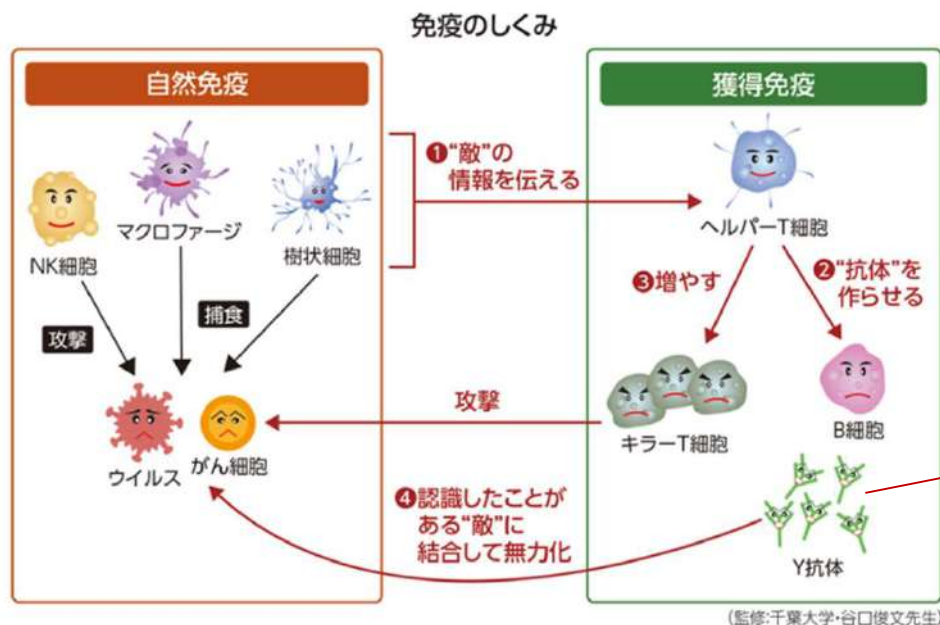 免疫のしくみ
自然免疫
NK細胞
マクロファージ
樹状細胞
攻撃
捕食
ウイルス
がん細胞
❶“敵”の
情報を伝える
獲得免疫
ヘルパーT細胞
❸増やす
❷“抗体”を
作らせる
キラーT細胞
B細胞
攻撃
❹認識したことが
ある“敵”に
結合して無力化
Y抗体
(監修:千葉大学・谷口俊文先生)